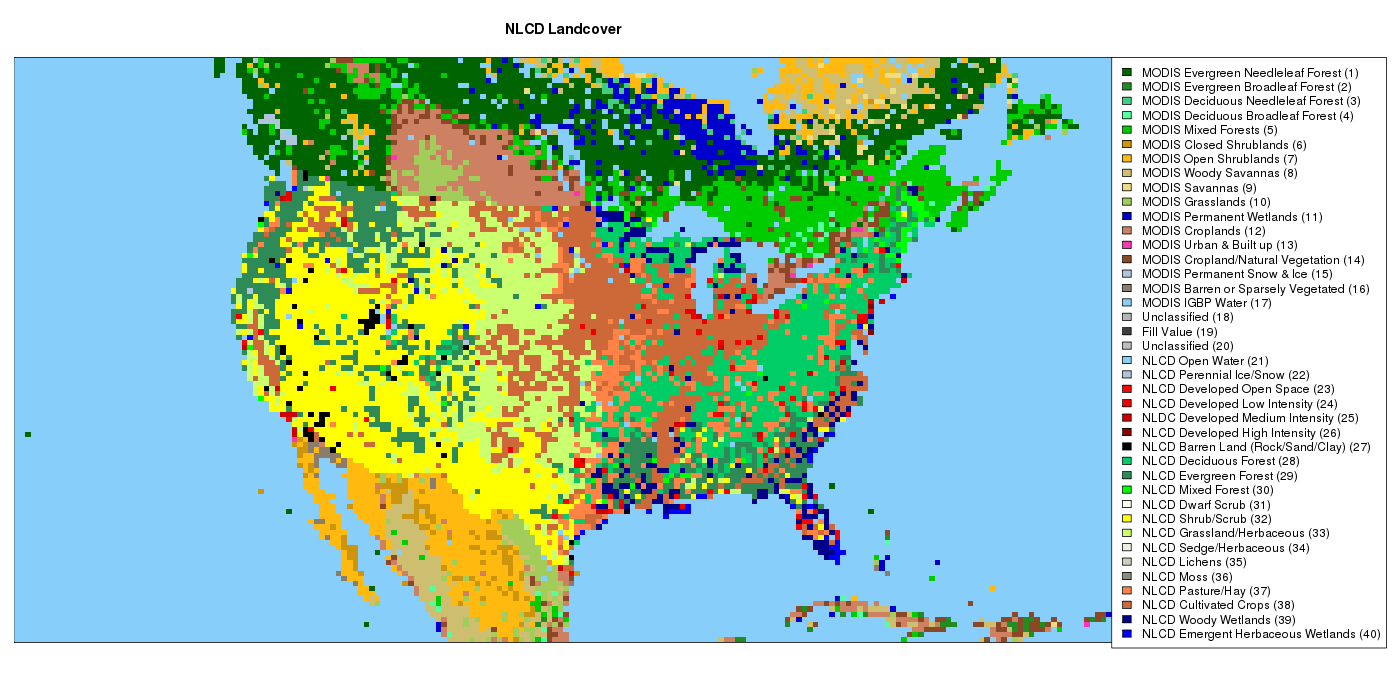 NLCD Landcover
MODIS Evergreen Needleleaf Forest (1)
MODIS Evergreen Broadleaf Forest (2)
MODIS Deciduous Needleleaf Forest (3)
MODIS Deciduous Broadleaf Forest (4)
MODIS Mixed Forests (5)
MODIS Closed Shrublands (6)
MODIS Open Shrublands (7)
MODIS Woody Savannas (8)
MODIS Savannas (9)
MODIS Grasslands (10)
MODIS Permanent Wetlands (11)
MODIS Croplands (12)
MODIS Urban & Built up (13)
MODIS Cropland/Natural Vegetation (14)
MODIS Permanent Snow & Ice (15)
MODIS Barren or Sparsely Vegetated (16)
MODIS IGBP Water (17)
Unclassified (18)
Fill Value (19)
Unclassified (20)
NLCD Open Water (21)
NLCD Perennial Ice/Snow (22)
NLCD Developed Open Space (23)
NLCD Developed Low Intensity (24)
NLDC Developed Medium Intensity (25)
NLCD Developed High Intensity (26)
NLCD Barren Land (Rock/Sand/Clay) (27)
NLCD Deciduous Forest (28)
NLCD Evergreen Forest (29)
NLCD Mixed Forest (30)
NLCD Dwarf Scrub (31)
NLCD Shrub/Scrub (32)
NLCD Grassland/Herbaceous (33)
NLCD Sedge/Herbaceous (34)
NLCD Lichens (35)
NLCD Moss (36)
NLCD Pasture/Hay (37)
NLCD Cultivated Crops (38)
NLCD Woody Wetlands (39)
NLCD Emergent Herbaceous Wetlands (40)